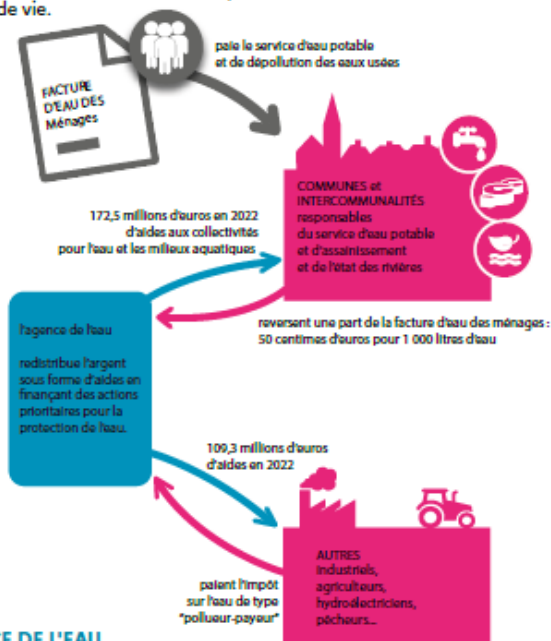 de vie.
FACTURE
D'EAU DES
Ménages
paie le service d'eau potable
et de dépollution des eaux usées
COMMUNES et
INTERCOMMUNALITÉS
responsables
du service d'eau potable
et d'assainissement
et de l'état des rivières
172,5 millions d'euros en 2022
d'aides aux collectivités
pour l'eau et les milieux aquatiques
l'agence de l'eau
redistribue l'argent
sous forme d'aides en
finançant des actions
prioritaires pour la
protection de l'eau.
reversent une part de la facture d'eau des ménages :
50 centimes d'euros pour 1 000 litres d'eau
109,3 millions d'euros
d'aides en 2022
AUTRES
industriels,
agriculteurs,
hydroélectriciens,
pêcheurs...
paient l'impôt
sur l'eau de type
"pollueur-payeur"
CE DE L'EAU